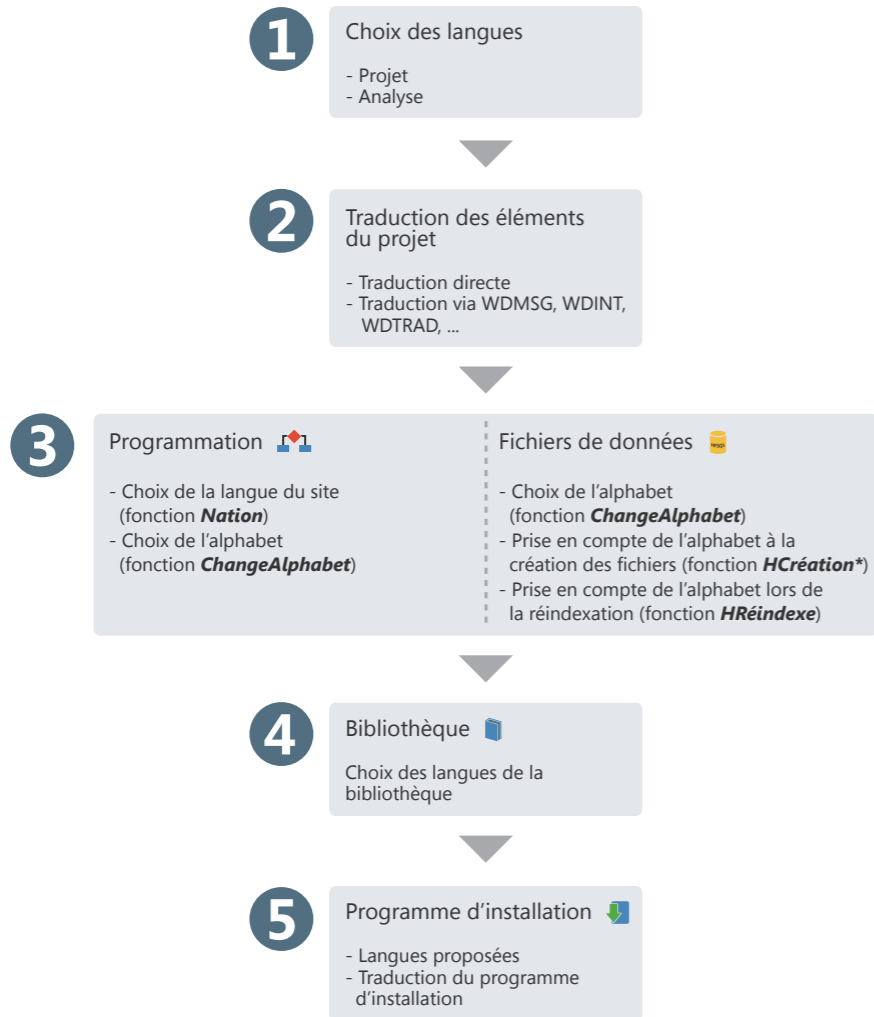 1
Choix des langues
- Projet
- Analyse
2
Traduction des éléments
du projet
- Traduction directe
- Traduction via WDMSG, WDINT,
WDTRAD, ...
3
Programmation
- Choix de la langue du site
(fonction Nation)
- Choix de l'alphabet
(fonction ChangeAlphabet)
Fichiers de données
- Choix de l'alphabet
(fonction ChangeAlphabet)
- Prise en compte de l'alphabet à la
création des fichiers (fonction HCréation*)
- Prise en compte de l'alphabet lors de
la réindexation (fonction HRéindexe)
4
Bibliothèque
Choix des langues de la
bibliothèque
5
Programme d'installation
- Langues proposées
- Traduction du programme
d'installation